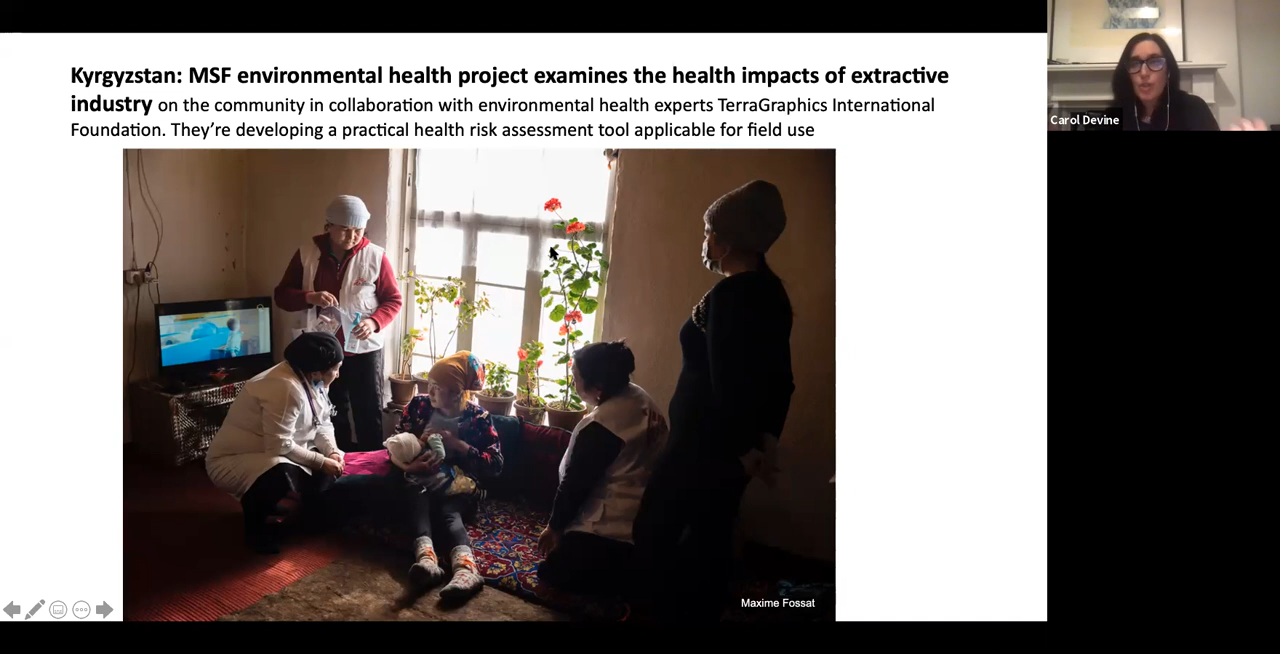 Kyrgyzstan: MSF environmental health project examines the health impacts of extractive
industry on the community in collaboration with environmental health experts TerraGraphics International
Foundation. They're developing a practical health risk assessment tool applicable for field use
Carol Devine
Maxime Fossat